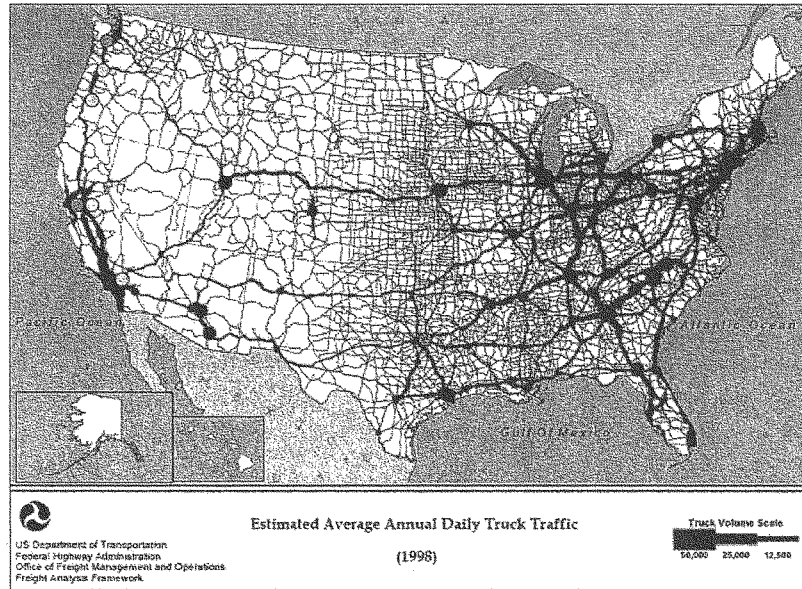 Pacific Ocean
Atlantic Ocean
Gulf Of Mexico
Estimated Average Annual Daily Truck Traffic
(1998)
US Department of Transportation
Federal Highway Administration
Office of Freight Management and Operations
Freight Analysis Framework
Truck Volume Scale
50,000 25,000 12,500